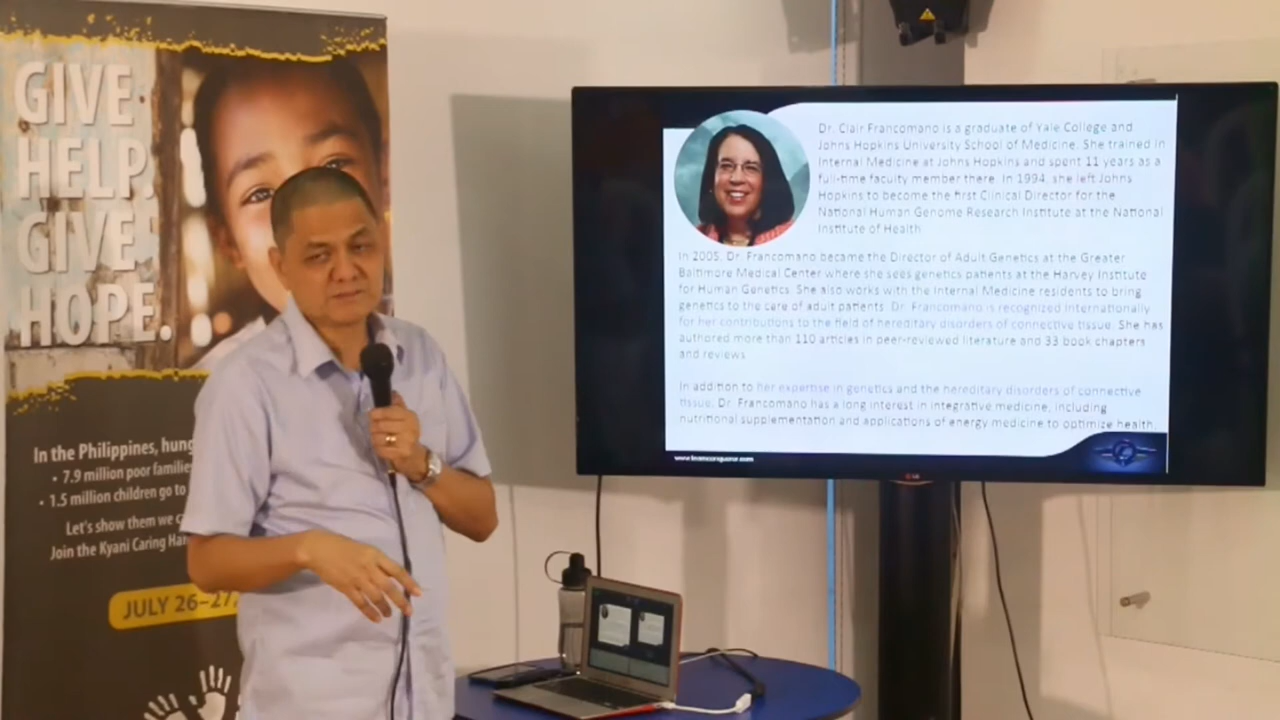 GIVE
HELP.
GIVE
HOPE.
In the Philippines, hung
• 7.9 million poor familie
• 1.5 million children go to
Let's show them we c
Join the Kyani Caring Han
JULY 26–27,
Dr. Clair Francomano is a graduate of Yale College and
Johns Hopkins University School of Medicine. She trained in
Internal Medicine at Johns Hopkins and spent 11 years as a
full-time faculty member there. In 1994, she left Johns
Hopkins to become the first Clinical Director for the
National Human Genome Research Institute at the National
Institute of Health
In 2005, Dr. Francomano became the Director of Adult Genetics at the Greater
Baltimore Medical Center where she sees genetics patients at the Harvey Institute
for Human Genetics. She also works with the Internal Medicine residents to bring
genetics to the care of adult patients. Dr. Francomano is recognized internationally
for her contributions to the field of hereditary disorders of connective tissue. She has
authored more than 110 articles in peer-reviewed literature and 33 book chapters
and reviews
In addition to her expertise in genetics and the hereditary disorders of connective
tissue, Dr. Francomano has a long interest in integrative medicine, including
nutritional supplementation and applications of energy medicine to optimize health.
www.teamconqueror.com
LG